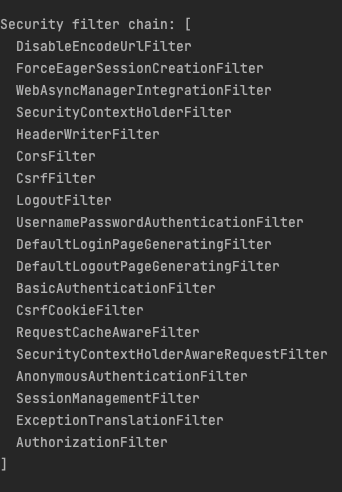 Security filter chain: [
  DisableEncodeUrlFilter
  ForceEagerSessionCreationFilter
  WebAsyncManagerIntegrationFilter
  SecurityContextHolderFilter
  HeaderWriterFilter
  CorsFilter
  CsrfFilter
  LogoutFilter
  UsernamePasswordAuthenticationFilter
  DefaultLoginPageGeneratingFilter
  DefaultLogoutPageGeneratingFilter
  BasicAuthenticationFilter
  CsrfCookieFilter
  RequestCacheAwareFilter
  SecurityContextHolderAwareRequestFilter
  AnonymousAuthenticationFilter
  SessionManagementFilter
  ExceptionTranslationFilter
  AuthorizationFilter
]